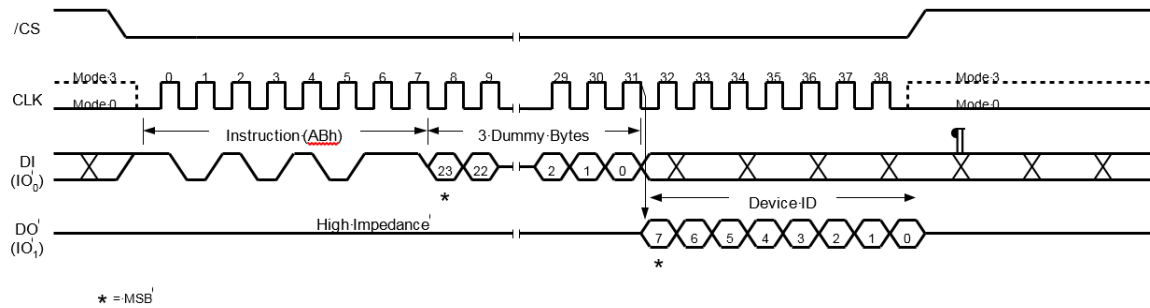 /CS
Mode 3 0 1 2 3 4 5 6 7 8 9 29 30 31 32 33 34 35 36 37 38 Mode 3
CLK Mode 0 Mode 0
Instruction (ABh) 3 Dummy Bytes
DI
(IO0) 23 22 2 1 0 ¶
* Device ID
High Impedance
DO
(IO1) 7 6 5 4 3 2 1 0
*
* = MSB